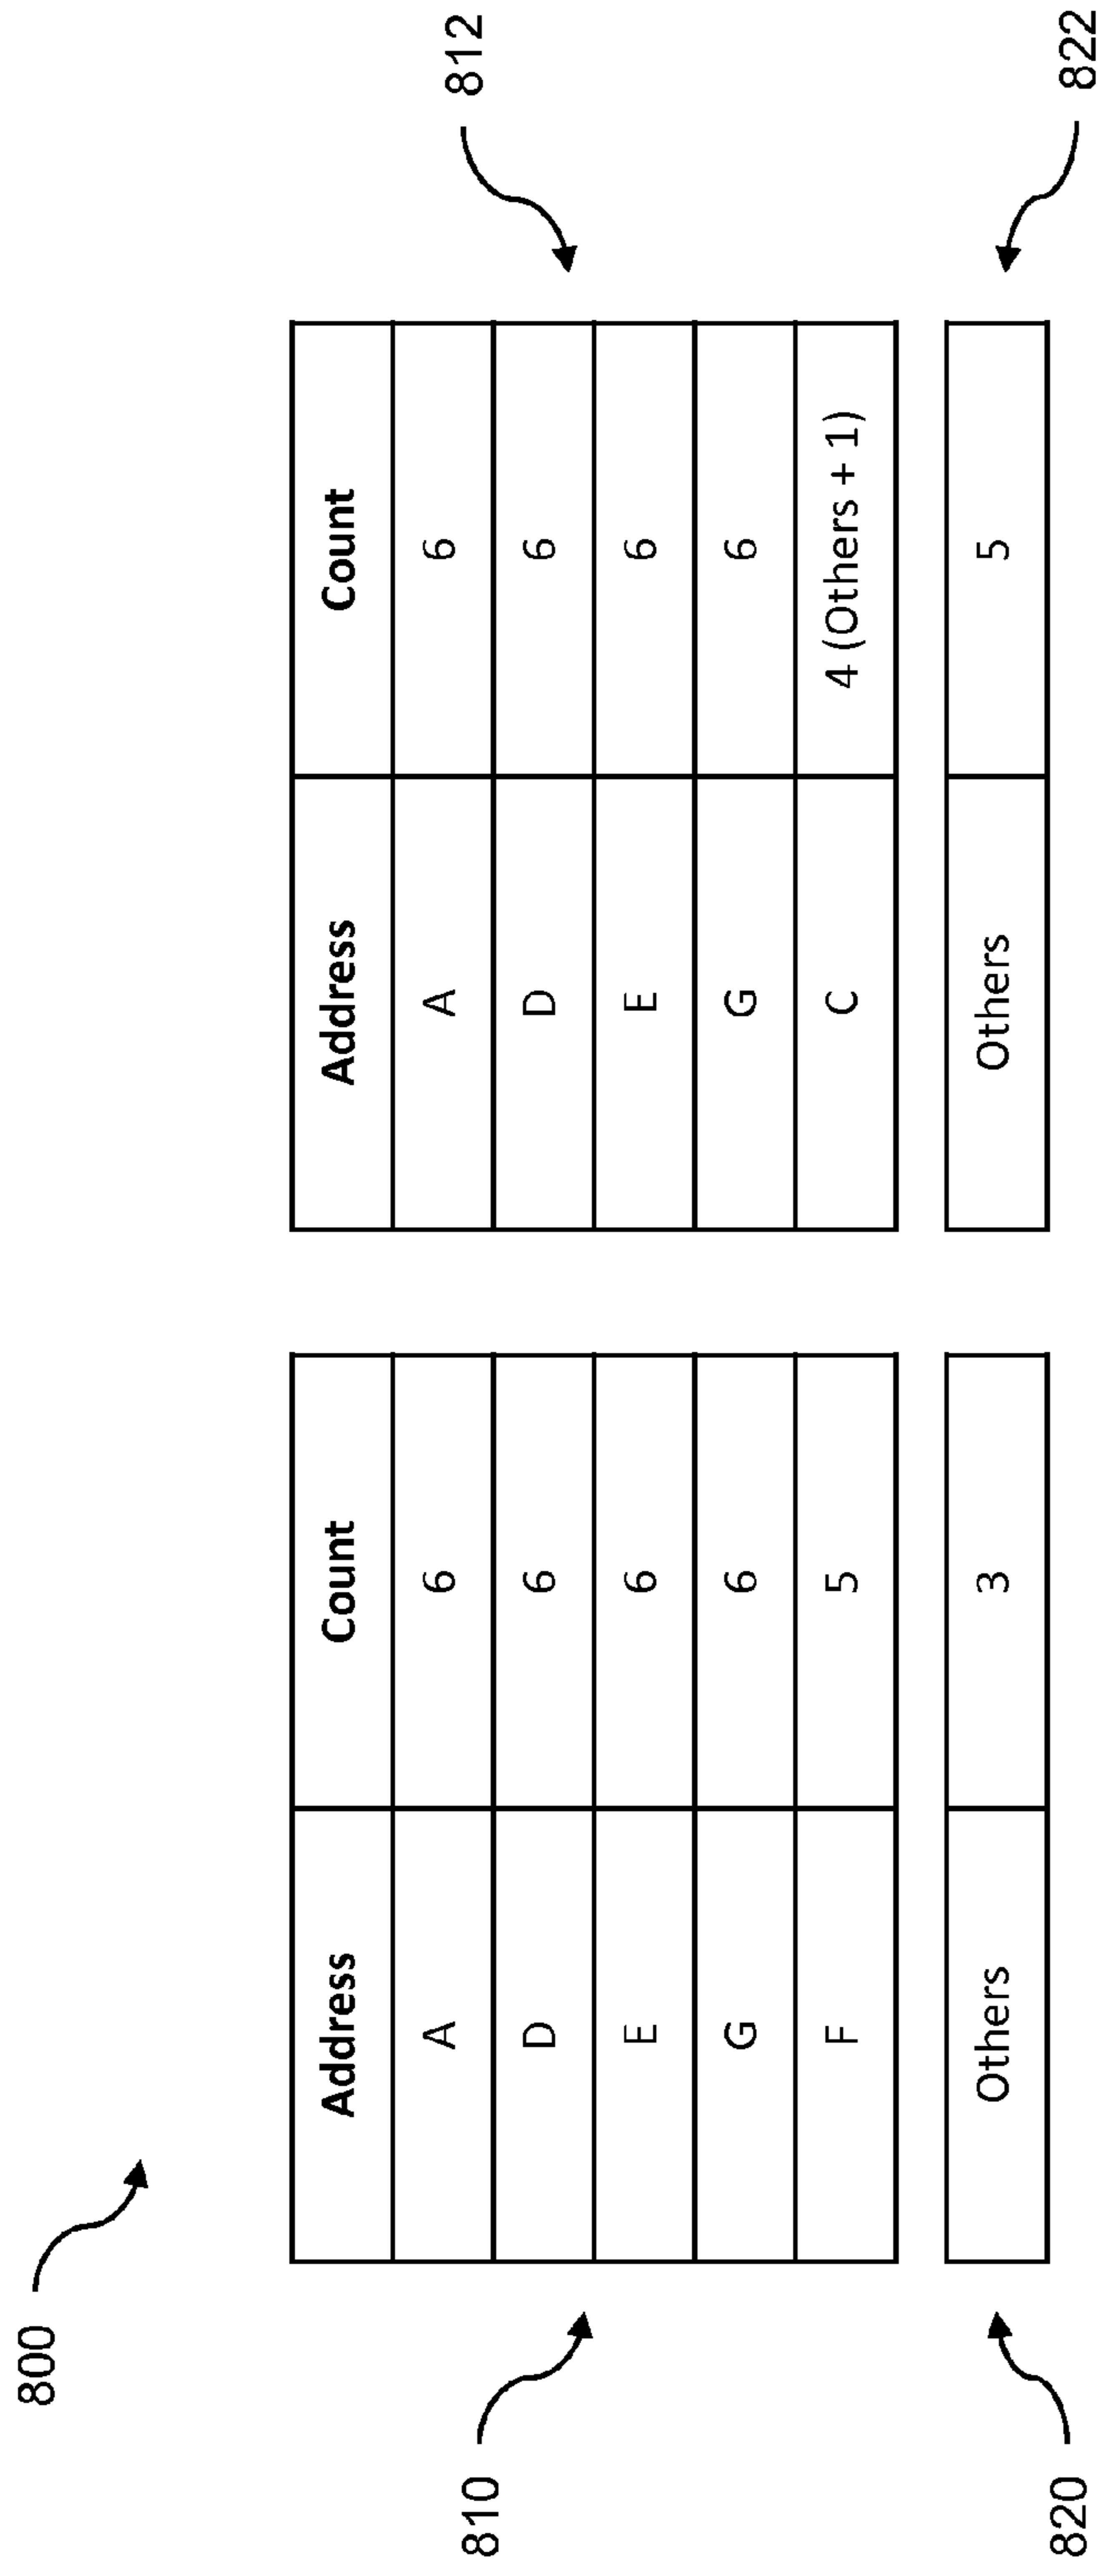 800
810
812
Address Count Address Count
A 6 A 6
D 6 D 6
E 6 E 6
G 6 G 6
F 5 C 4 (Others + 1)
Others 3 Others 5
820
822